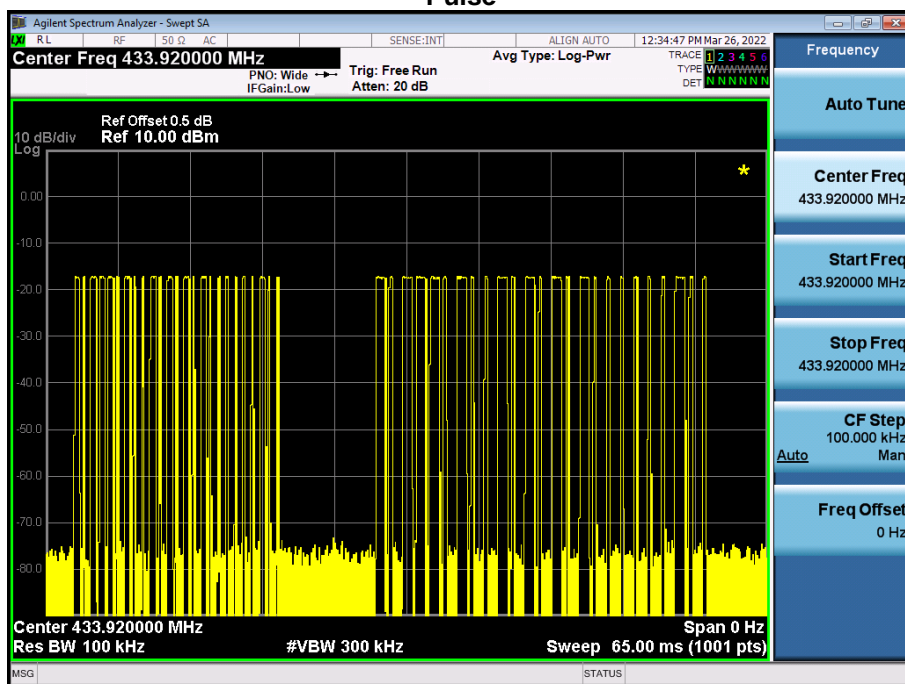 Pulse
Agilent Spectrum Analyzer - Swept SA
LXI RL RF 50 Ω AC SENSE:INT ALIGN AUTO 12:34:47 PM Mar 26, 2022
Center Freq 433.920000 MHz
PNO: Wide
IFGain:Low
Trig: Free Run
Atten: 20 dB
Avg Type: Log-Pwr
TRACE 1 2 3 4 5 6
TYPE WWWWWW
DET N N N N N N
Ref Offset 0.5 dB
10 dB/div Ref 10.00 dBm
Log
0.00
-10.0
-20.0
-30.0
-40.0
-50.0
-60.0
-70.0
-80.0
Center 433.920000 MHz Span 0 Hz
Res BW 100 kHz #VBW 300 kHz Sweep 65.00 ms (1001 pts)
MSG STATUS
Frequency
Auto Tune
Center Freq
433.920000 MHz
Start Freq
433.920000 MHz
Stop Freq
433.920000 MHz
CF Step
100.000 kHz
Auto Man
Freq Offset
0 Hz